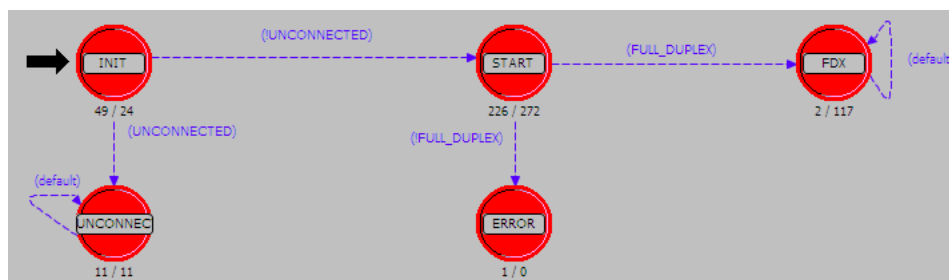 (!UNCONNECTED)
(FULL_DUPLEX)
INIT
START
FDX
(default
49 / 24
226 / 272
2 / 117
(UNCONNECTED)
(!FULL_DUPLEX)
(default)
UNCONNEC
ERROR
11 / 11
1 / 0